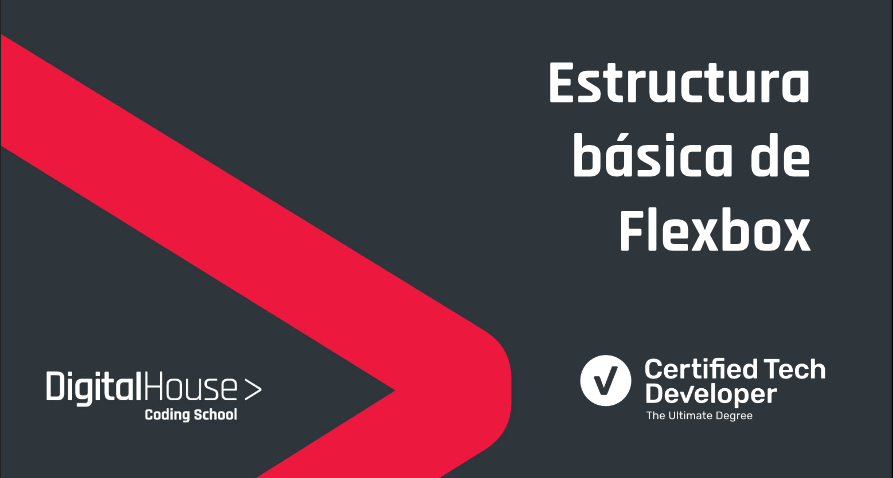 Estructura
básica de
Flexbox
DigitalHouse >
Coding School
Certified Tech
Developer
The Ultimate Degree